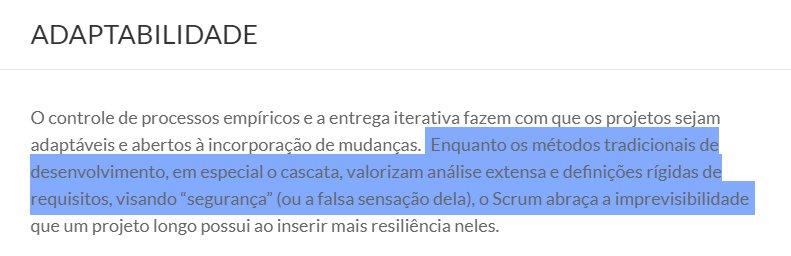 ADAPTABILIDADE
O controle de processos empíricos e a entrega iterativa fazem com que os projetos sejam
adaptáveis e abertos à incorporação de mudanças. Enquanto os métodos tradicionais de
desenvolvimento, em especial o cascata, valorizam análise extensa e definições rígidas de
requisitos, visando “segurança” (ou a falsa sensação dela), o Scrum abraça a imprevisibilidade
que um projeto longo possui ao inserir mais resiliência neles.